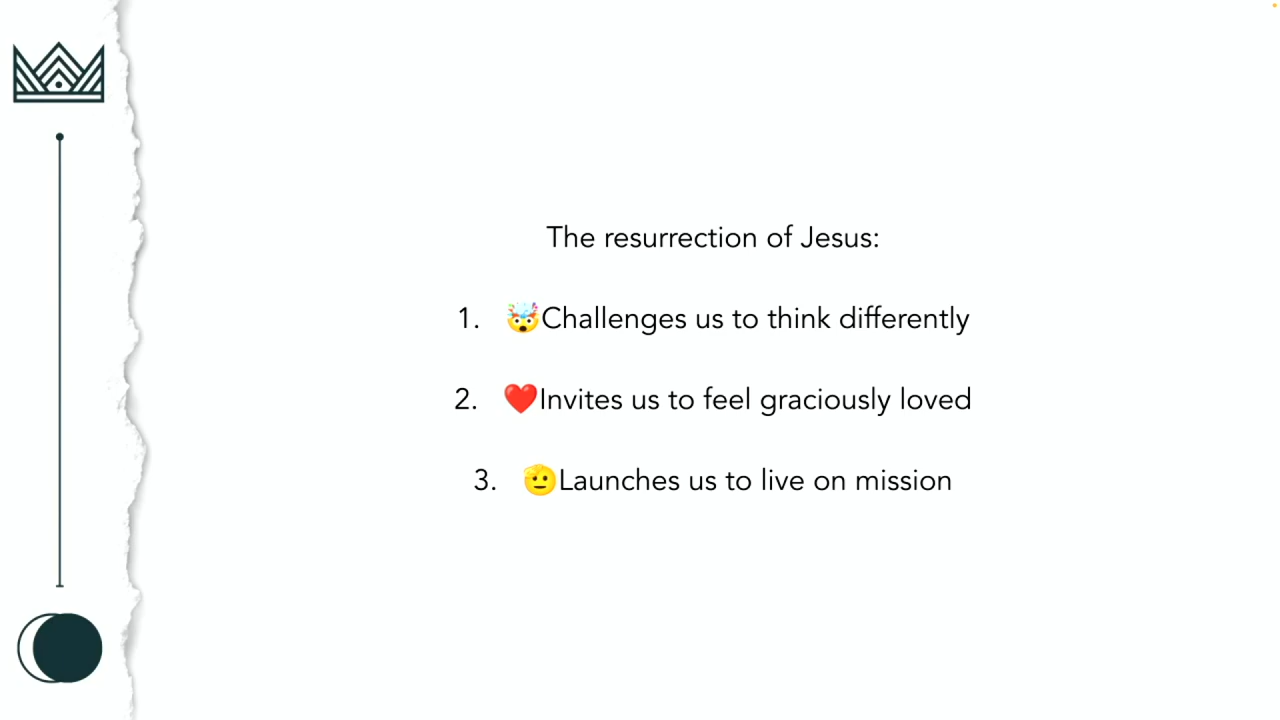 The resurrection of Jesus:
1. 🤯Challenges us to think differently
2. ❤️Invites us to feel graciously loved
3. 🫡Launches us to live on mission